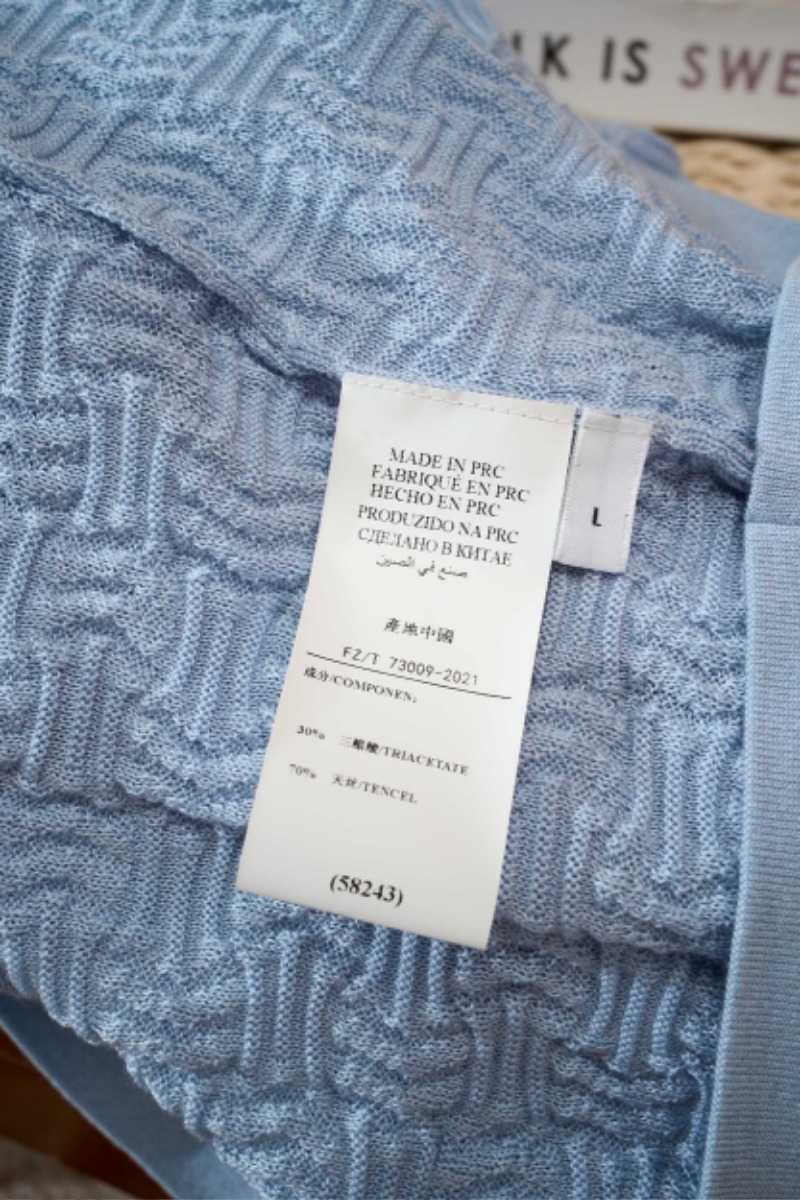 IK IS SWE
MADE IN PRC
FABRIQUÉ EN PRC
HECHO EN PRC
PRODUZIDO NA PRC
СДЕЛАНО В КИТАЕ
صنع في الصين
L
產地中國
FZ/T 73009-2021
成分/COMPONEN:
30% 三醋酸/TRIACETATE
70% 天丝/TENCEL
(58243)